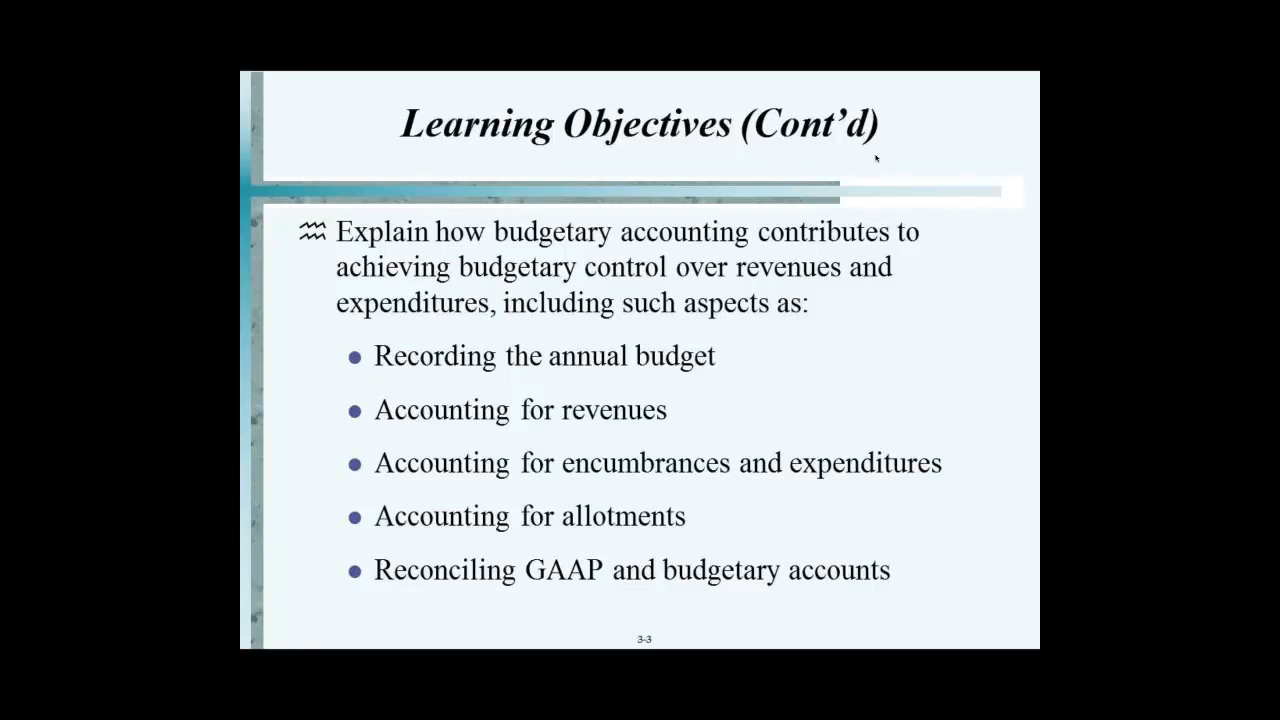 Learning Objectives (Cont’d)
Explain how budgetary accounting contributes to
achieving budgetary control over revenues and
expenditures, including such aspects as:
Recording the annual budget
Accounting for revenues
Accounting for encumbrances and expenditures
Accounting for allotments
Reconciling GAAP and budgetary accounts
3-3